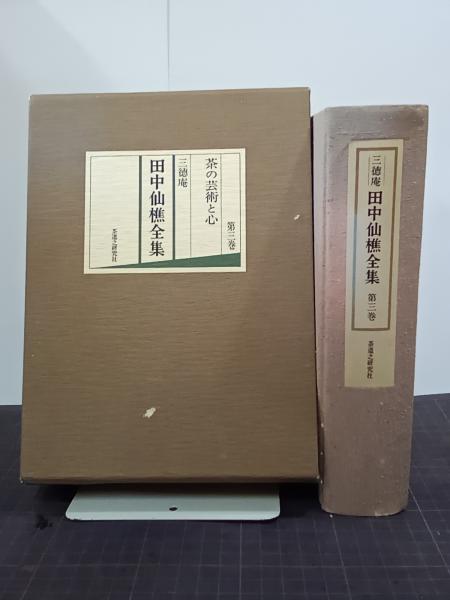 茶の芸術と心
第三巻
三徳庵
田中仙樵全集
茶道之研究社
三徳庵
田中仙樵全集
第三巻
茶道之研究社